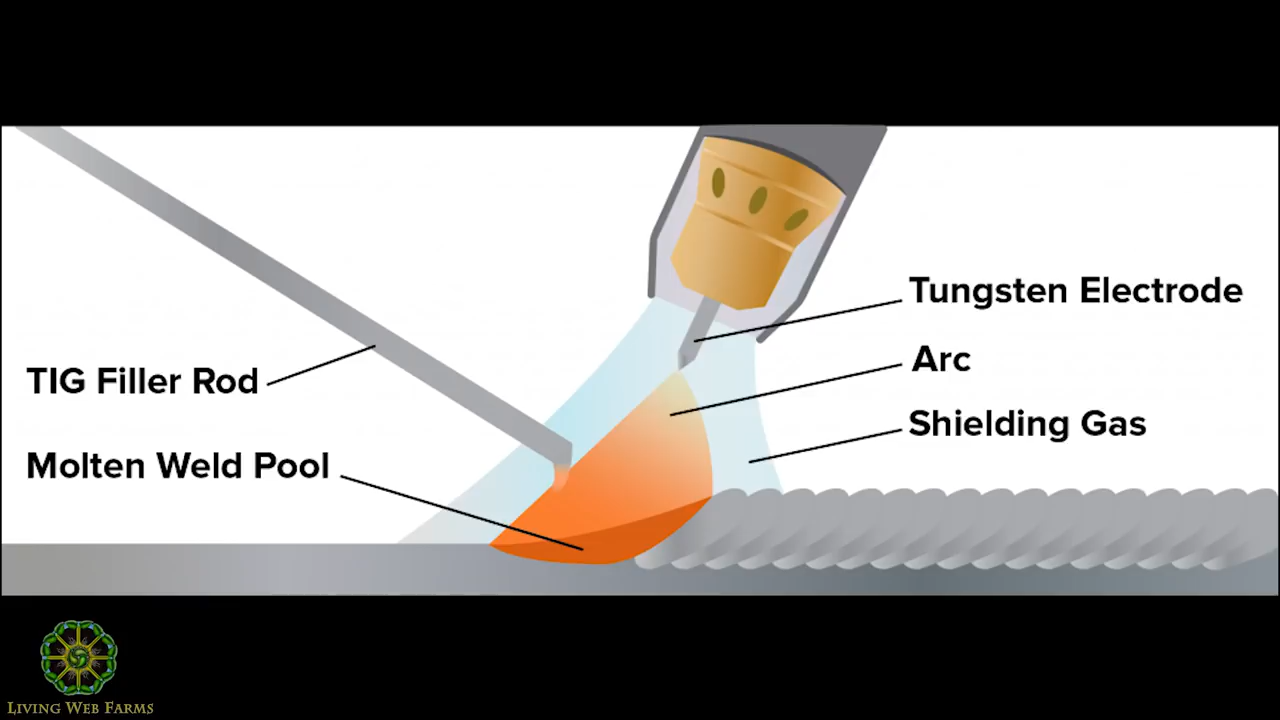 Tungsten Electrode
Arc
TIG Filler Rod
Shielding Gas
Molten Weld Pool
LIVING WEB FARMS